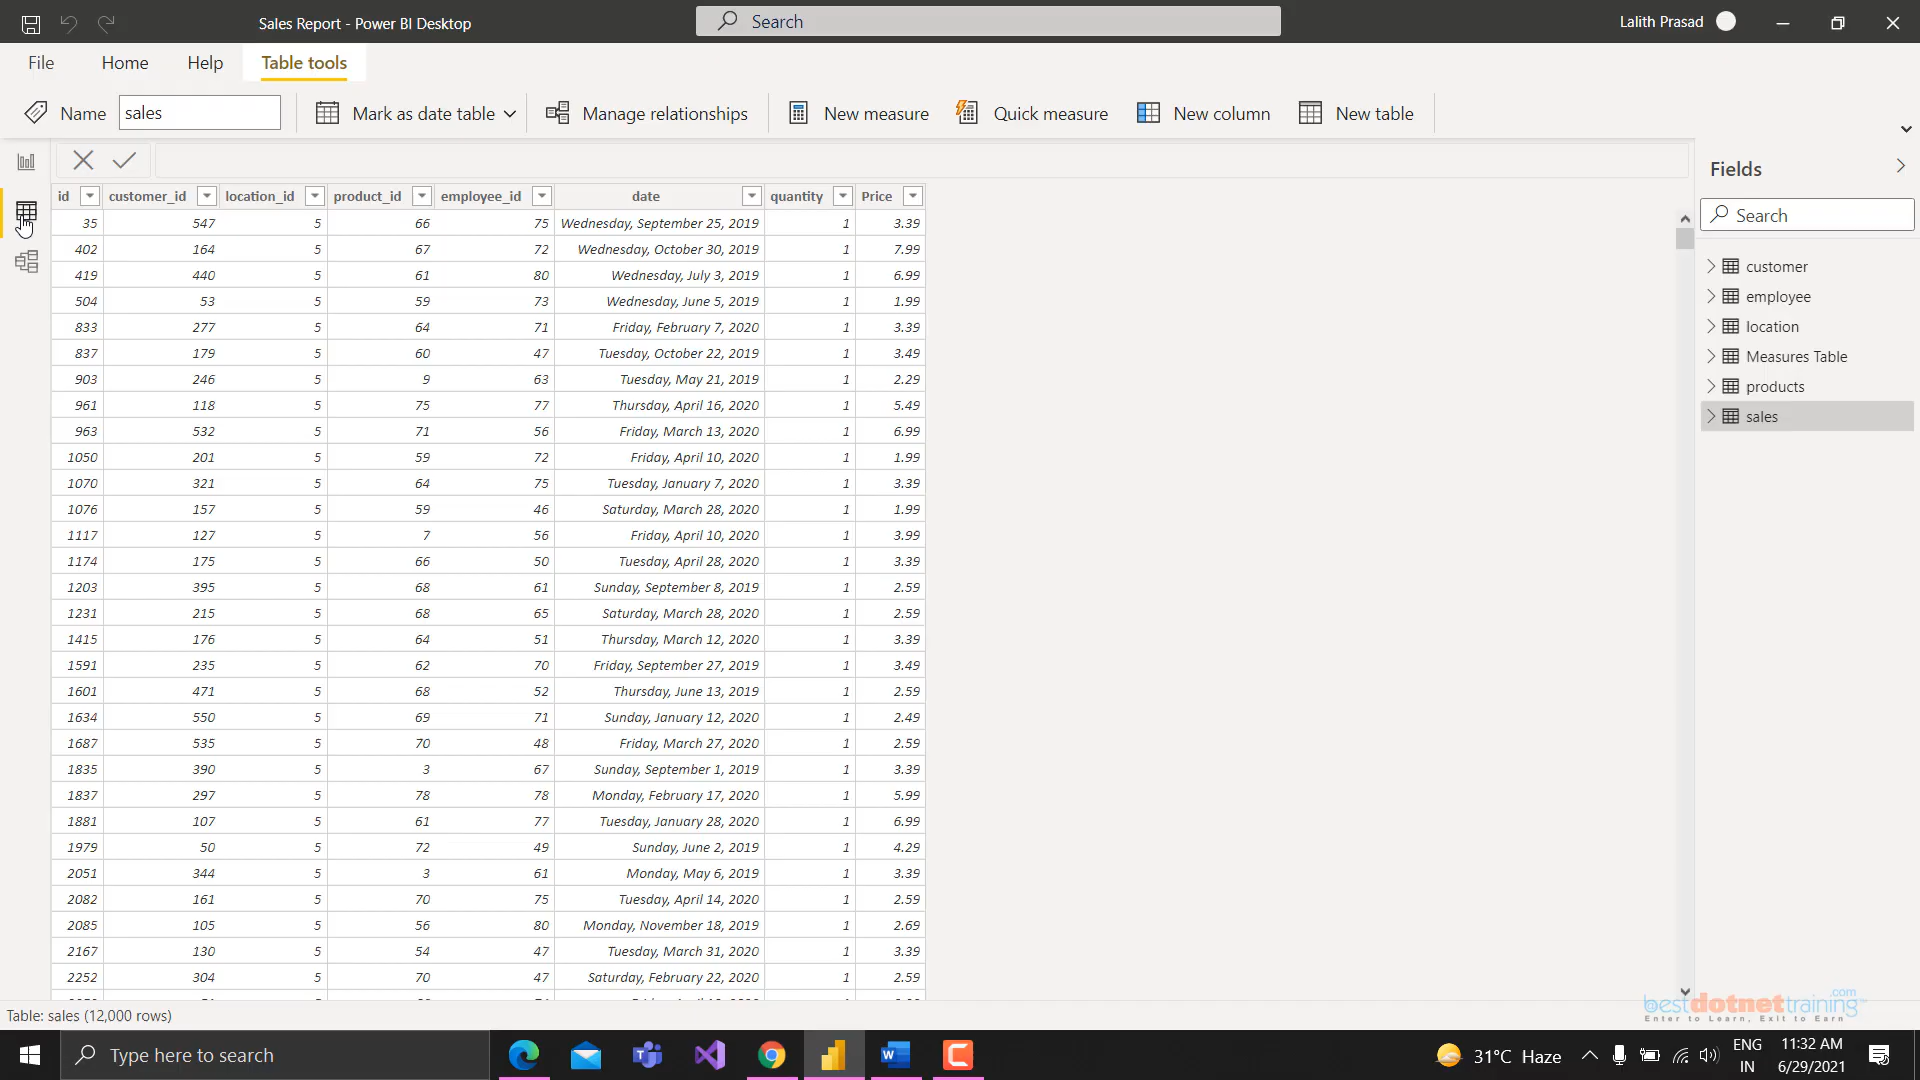 Sales Report - Power BI Desktop
Search
Lalith Prasad
File Home Help Table tools
Name sales Mark as date table Manage relationships New measure Quick measure New column New table
Fields
Search
customer
employee
location
Measures Table
products
sales
id customer_id location_id product_id employee_id date quantity Price
35 547 5 66 75 Wednesday, September 25, 2019 1 3.39
402 164 5 67 72 Wednesday, October 30, 2019 1 7.99
419 440 5 61 80 Wednesday, July 3, 2019 1 6.99
504 53 5 59 73 Wednesday, June 5, 2019 1 1.99
833 277 5 64 71 Friday, February 7, 2020 1 3.39
837 179 5 60 47 Tuesday, October 22, 2019 1 3.49
903 246 5 9 63 Tuesday, May 21, 2019 1 2.29
961 118 5 75 77 Thursday, April 16, 2020 1 5.49
963 532 5 71 56 Friday, March 13, 2020 1 6.99
1050 201 5 59 72 Friday, April 10, 2020 1 1.99
1070 321 5 64 75 Tuesday, January 7, 2020 1 3.39
1076 157 5 59 46 Saturday, March 28, 2020 1 1.99
1117 127 5 7 56 Friday, April 10, 2020 1 3.99
1174 175 5 66 50 Tuesday, April 28, 2020 1 3.39
1203 395 5 68 61 Sunday, September 8, 2019 1 2.59
1231 215 5 68 65 Saturday, March 28, 2020 1 2.59
1415 176 5 64 51 Thursday, March 12, 2020 1 3.39
1591 235 5 62 70 Friday, September 27, 2019 1 3.49
1601 471 5 68 52 Thursday, June 13, 2019 1 2.59
1634 550 5 69 71 Sunday, January 12, 2020 1 2.49
1687 535 5 70 48 Friday, March 27, 2020 1 2.59
1835 390 5 3 67 Sunday, September 1, 2019 1 3.39
1837 297 5 78 78 Monday, February 17, 2020 1 5.99
1881 107 5 61 77 Tuesday, January 28, 2020 1 6.99
1979 50 5 72 49 Sunday, June 2, 2019 1 4.29
2051 344 5 3 61 Monday, May 6, 2019 1 3.39
2082 161 5 70 75 Tuesday, April 14, 2020 1 2.59
2085 105 5 56 80 Monday, November 18, 2019 1 2.69
2167 130 5 54 47 Tuesday, March 31, 2020 1 3.39
2252 304 5 70 47 Saturday, February 22, 2020 1 2.59
Table: sales (12,000 rows)
bestdotnettraining.com
Enter to Learn, Exit to Earn
Type here to search
31°C Haze
ENG
IN
11:32 AM
6/29/2021